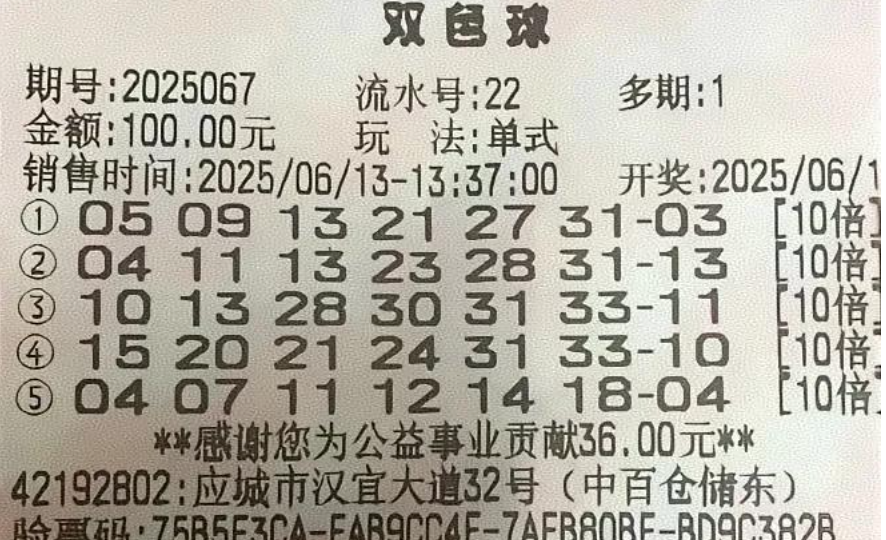 双色球
期号:2025067 流水号:22 多期:1
金额:100.00元 玩 法:单式
销售时间:2025/06/13-13:37:00 开奖:2025/06/1
① 05 09 13 21 27 31-03 [10倍]
② 04 11 13 23 28 31-13 [10倍]
③ 10 13 28 30 31 33-11 [10倍]
④ 15 20 21 24 31 33-10 [10倍]
⑤ 04 07 11 12 14 18-04 [10倍]
**感谢您为公益事业贡献36.00元**
42192802:应城市汉宜大道32号（中百仓储东）
验票码:75B5F3CA-FAB9CC4F-7AFB80BF-BD9C382B